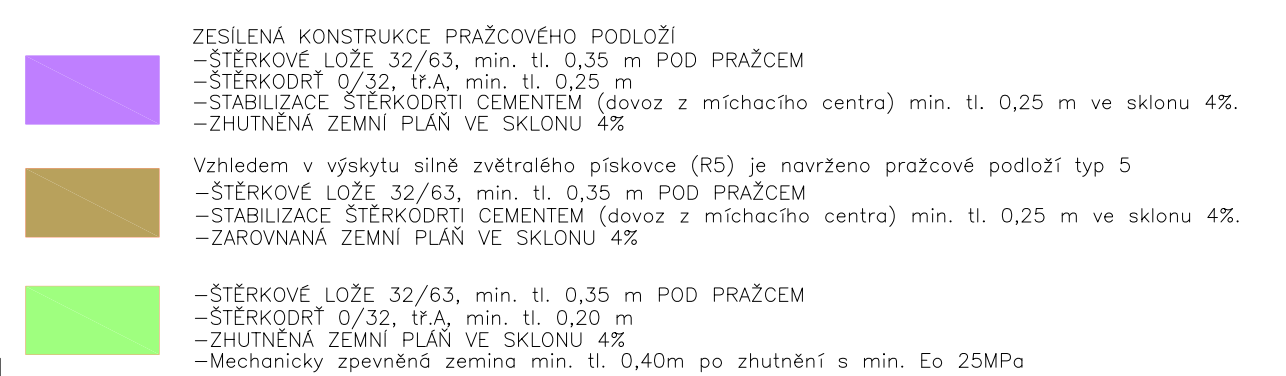 ZESÍLENÁ KONSTRUKCE PRAŽCOVÉHO PODLOŽÍ
-ŠTĚRKOVÉ LOŽE 32/63, min. tl. 0,35 m POD PRAŽCEM
-ŠTĚRKODRŤ 0/32, tř.A, min. tl. 0,25 m
-STABILIZACE ŠTĚRKODRTI CEMENTEM (dovoz z míchacího centra) min. tl. 0,25 m ve sklonu 4%.
-ZHUTNĚNÁ ZEMNÍ PLÁŇ VE SKLONU 4%
Vzhledem v výskytu silně zvětralého pískovce (R5) je navrženo pražcové podloží typ 5
-ŠTĚRKOVÉ LOŽE 32/63, min. tl. 0,35 m POD PRAŽCEM
-STABILIZACE ŠTĚRKODRTI CEMENTEM (dovoz z míchacího centra) min. tl. 0,25 m ve sklonu 4%.
-ZAROVNANÁ ZEMNÍ PLÁŇ VE SKLONU 4%
-ŠTĚRKOVÉ LOŽE 32/63, min. tl. 0,35 m POD PRAŽCEM
-ŠTĚRKODRŤ 0/32, tř.A, min. tl. 0,20 m
-ZHUTNĚNÁ ZEMNÍ PLÁŇ VE SKLONU 4%
-Mechanicky zpevněná zemina min. tl. 0,40m po zhutnění s min. Eo 25MPa